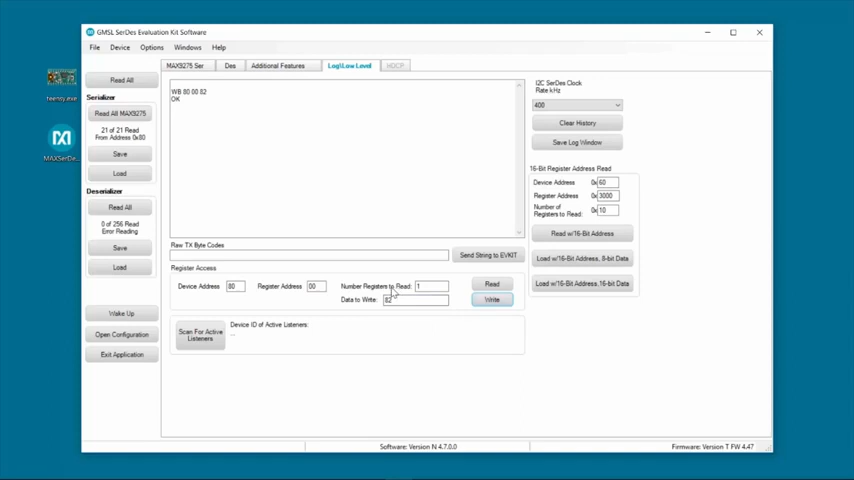 GMSL SerDes Evaluation Kit Software
File Device Options Windows Help
MAX9275 Ser Des Additional Features Log\Low Level HDCP
teensy.exe
MAXSerDe...
Read All
Serializer
Read All MAX9275
21 of 21 Read
From Address 0x80
Save
Load
Deserializer
Read All
0 of 256 Read
Error Reading
Save
Load
Wake Up
Open Configuration
Exit Application
WB 80 00 82
OK
Raw TX Byte Codes
Send String to EVKIT
Register Access
Device Address 80 Register Address 00 Number Registers to Read: 1 Read
Data to Write: 82 Write
Scan For Active
Listeners
Device ID of Active Listeners:
...
I2C SerDes Clock
Rate kHz
400
Clear History
Save Log Window
16-Bit Register Address Read
Device Address 0x 60
Register Address 0x 3000
Number of
Registers to Read: 0x 10
Read w/16-Bit Address
Load w/16-Bit Address, 8-bit Data
Load w/16-Bit Address,16-bit Data
Software: Version N 4.7.0.0 Firmware: Version T FW 4.47